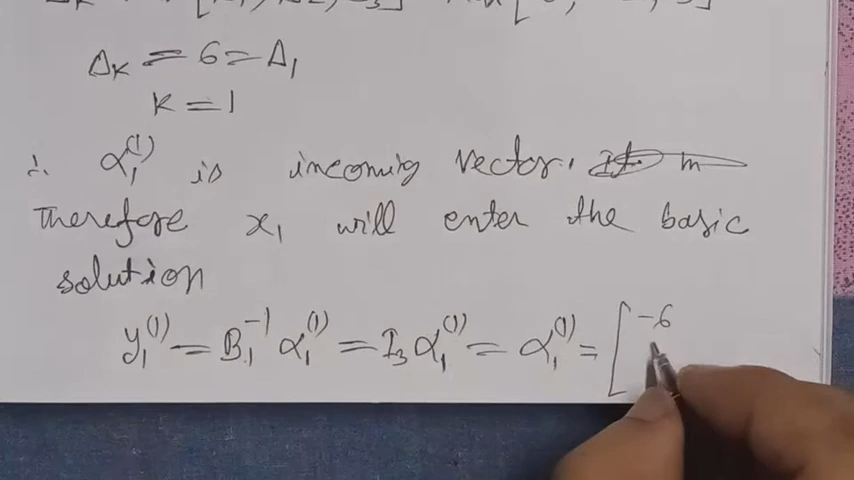 Δₖ = 6 = Δ₁
K = 1
∴ α₁⁽¹⁾ is incoming vector.
Therefore x₁ will enter the basic
solution
y₁⁽¹⁾ = B₁⁻¹ α₁⁽¹⁾ = I₃ α₁⁽¹⁾ = α₁⁽¹⁾ = [ -6